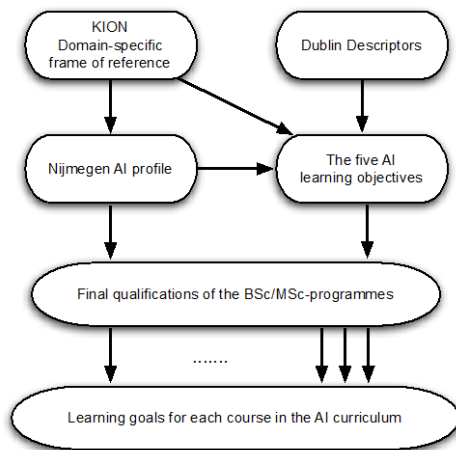 KION
Domain-specific
frame of reference
Dublin Descriptors
Nijmegen AI profile
The five AI
learning objectives
Final qualifications of the BSc/MSc-programmes
.......
Learning goals for each course in the AI curriculum